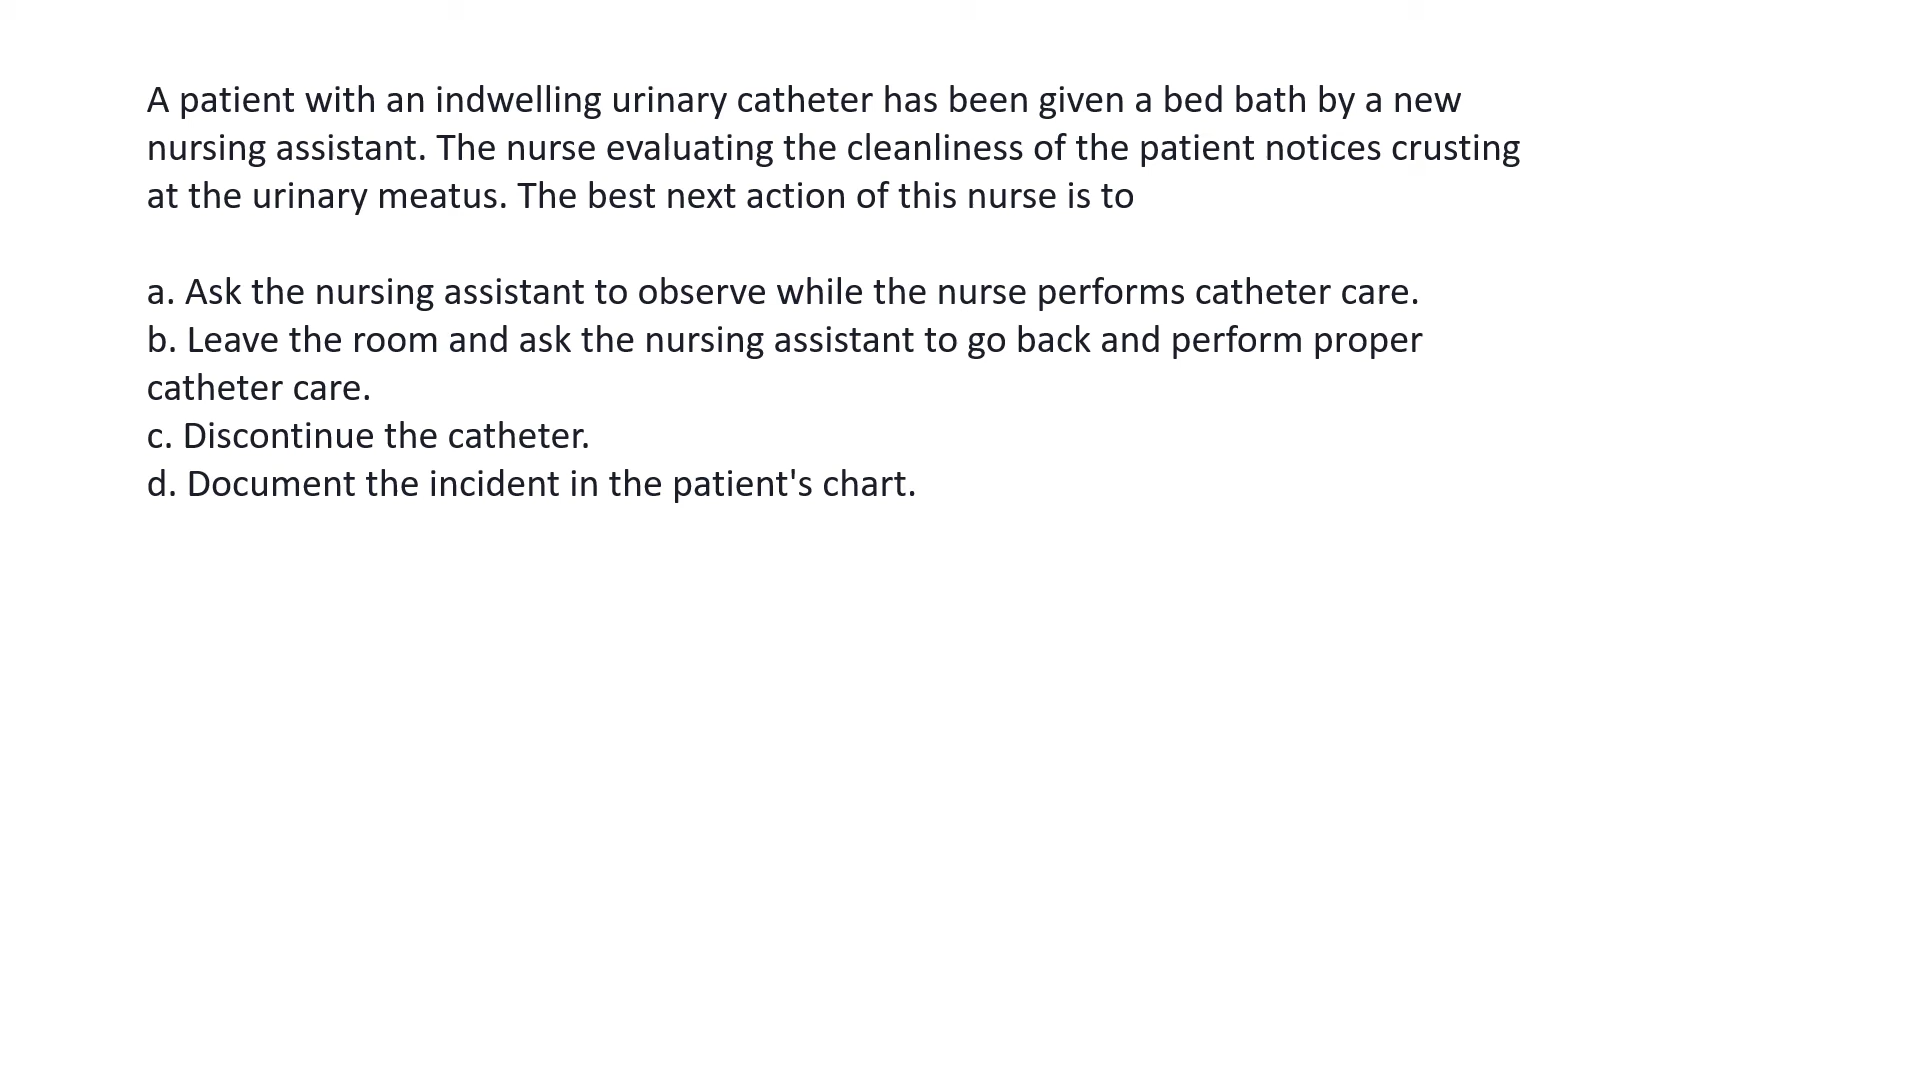 A patient with an indwelling urinary catheter has been given a bed bath by a new
nursing assistant. The nurse evaluating the cleanliness of the patient notices crusting
at the urinary meatus. The best next action of this nurse is to
a. Ask the nursing assistant to observe while the nurse performs catheter care.
b. Leave the room and ask the nursing assistant to go back and perform proper
catheter care.
c. Discontinue the catheter.
d. Document the incident in the patient's chart.